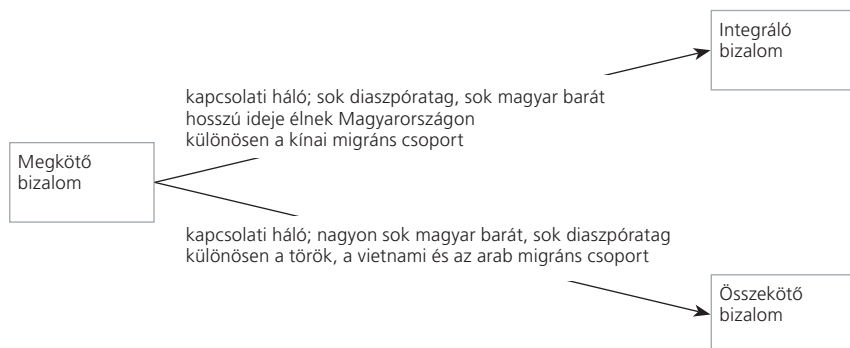 Integráló
bizalom
kapcsolati háló; sok diaszpóratag, sok magyar barát
hosszú ideje élnek Magyarországon
különösen a kínai migráns csoport
Megkötő
bizalom
kapcsolati háló; nagyon sok magyar barát, sok diaszpóratag
különösen a török, a vietnami és az arab migráns csoport
Összekötő
bizalom